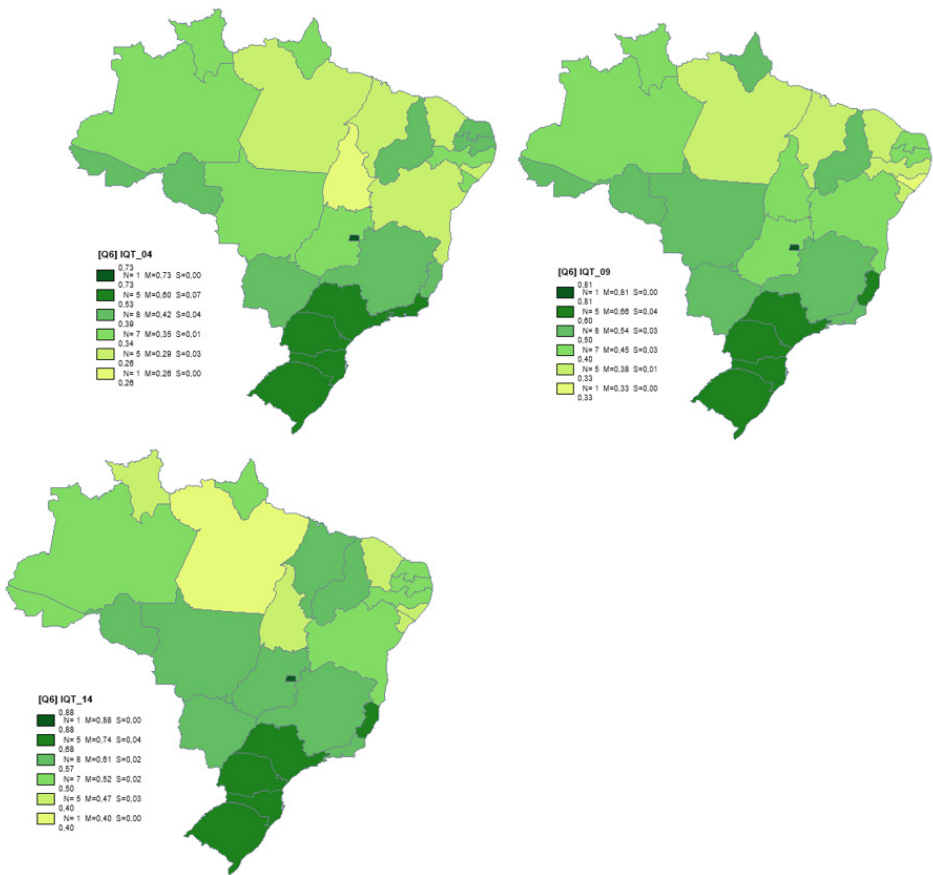 [Q6] IQT_04
0,73
N= 1 M=0,73 S=0,00
0,73
N= 5 M=0,60 S=0,07
0,53
N= 8 M=0,42 S=0,04
0,39
N= 7 M=0,35 S=0,01
0,34
N= 5 M=0,29 S=0,03
0,26
N= 1 M=0,26 S=0,00
0,26
[Q6] IQT_09
0,81
N= 1 M=0,81 S=0,00
0,81
N= 5 M=0,66 S=0,04
0,60
N= 8 M=0,54 S=0,03
0,50
N= 7 M=0,45 S=0,03
0,40
N= 5 M=0,38 S=0,01
0,33
N= 1 M=0,33 S=0,00
0,33
[Q6] IQT_14
0,88
N= 1 M=0,88 S=0,00
0,88
N= 5 M=0,74 S=0,04
0,68
N= 8 M=0,61 S=0,02
0,57
N= 7 M=0,52 S=0,02
0,50
N= 5 M=0,47 S=0,03
0,40
N= 1 M=0,40 S=0,00
0,40